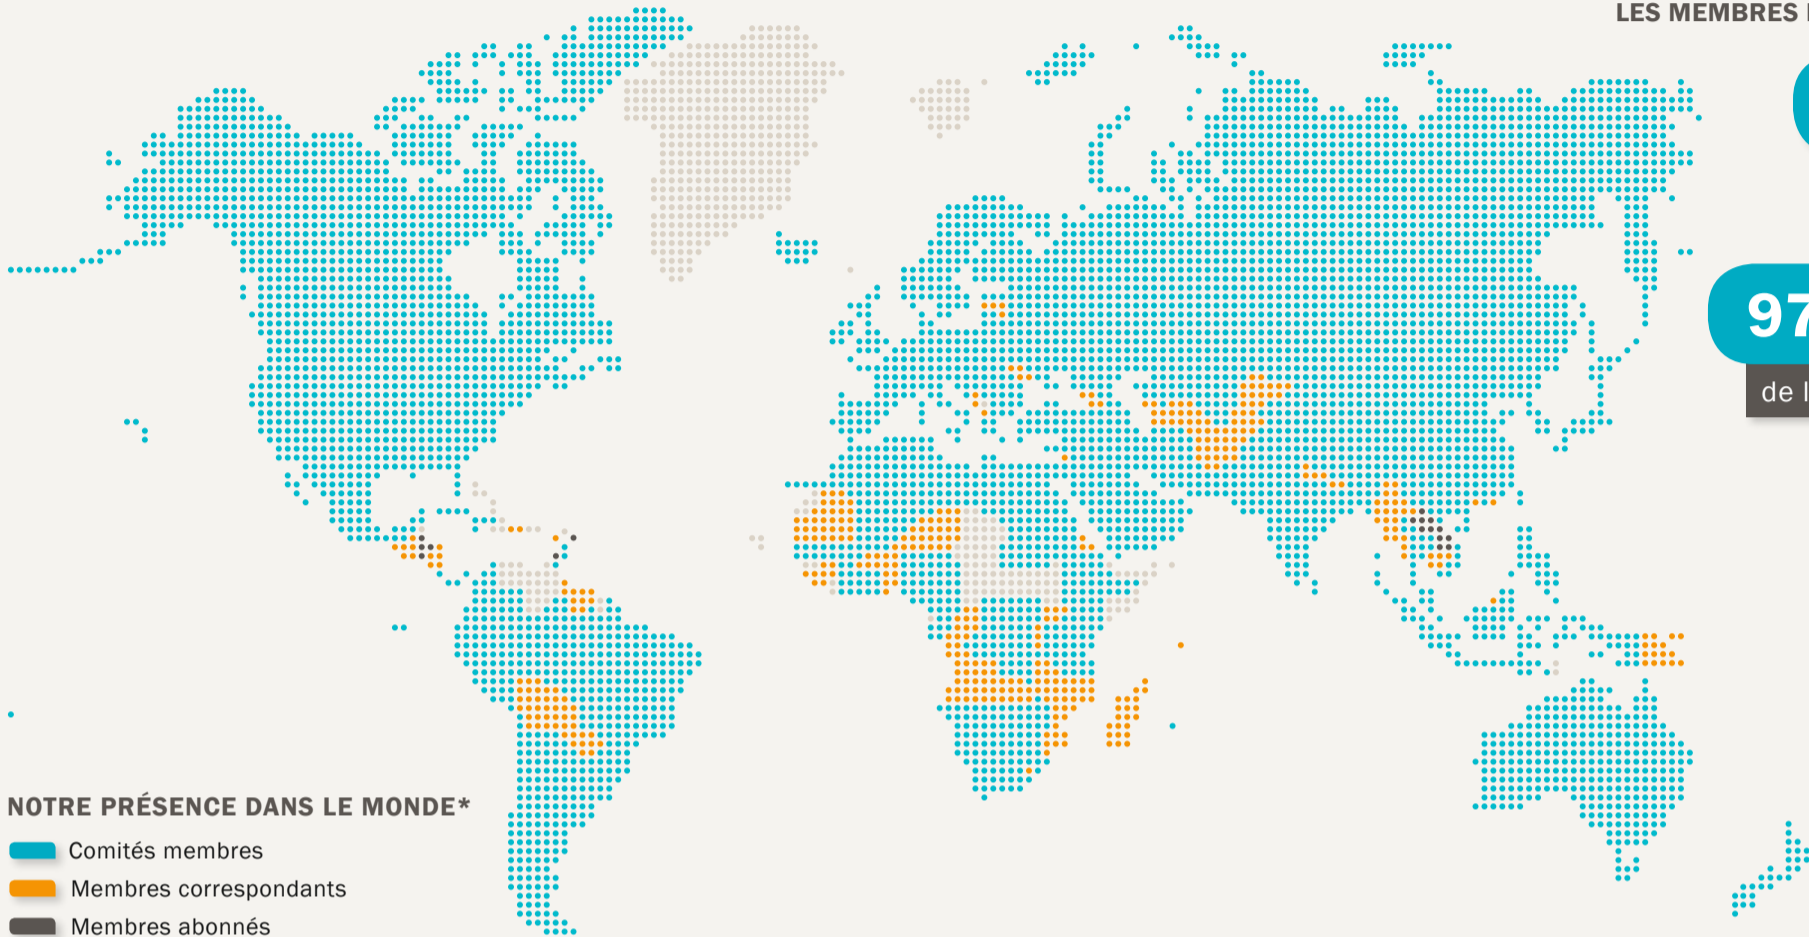 LES MEMBRES
97
de l
NOTRE PRÉSENCE DANS LE MONDE*
Comités membres
Membres correspondants
Membres abonnés